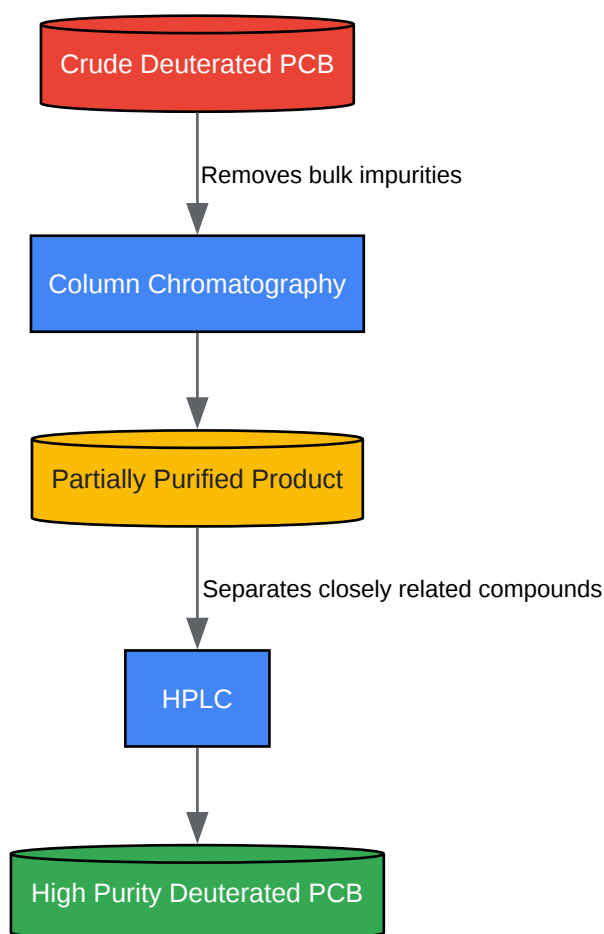 Crude Deuterated PCB
Removes bulk impurities
Column Chromatography
Partially Purified Product
Separates closely related compounds
HPLC
High Purity Deuterated PCB